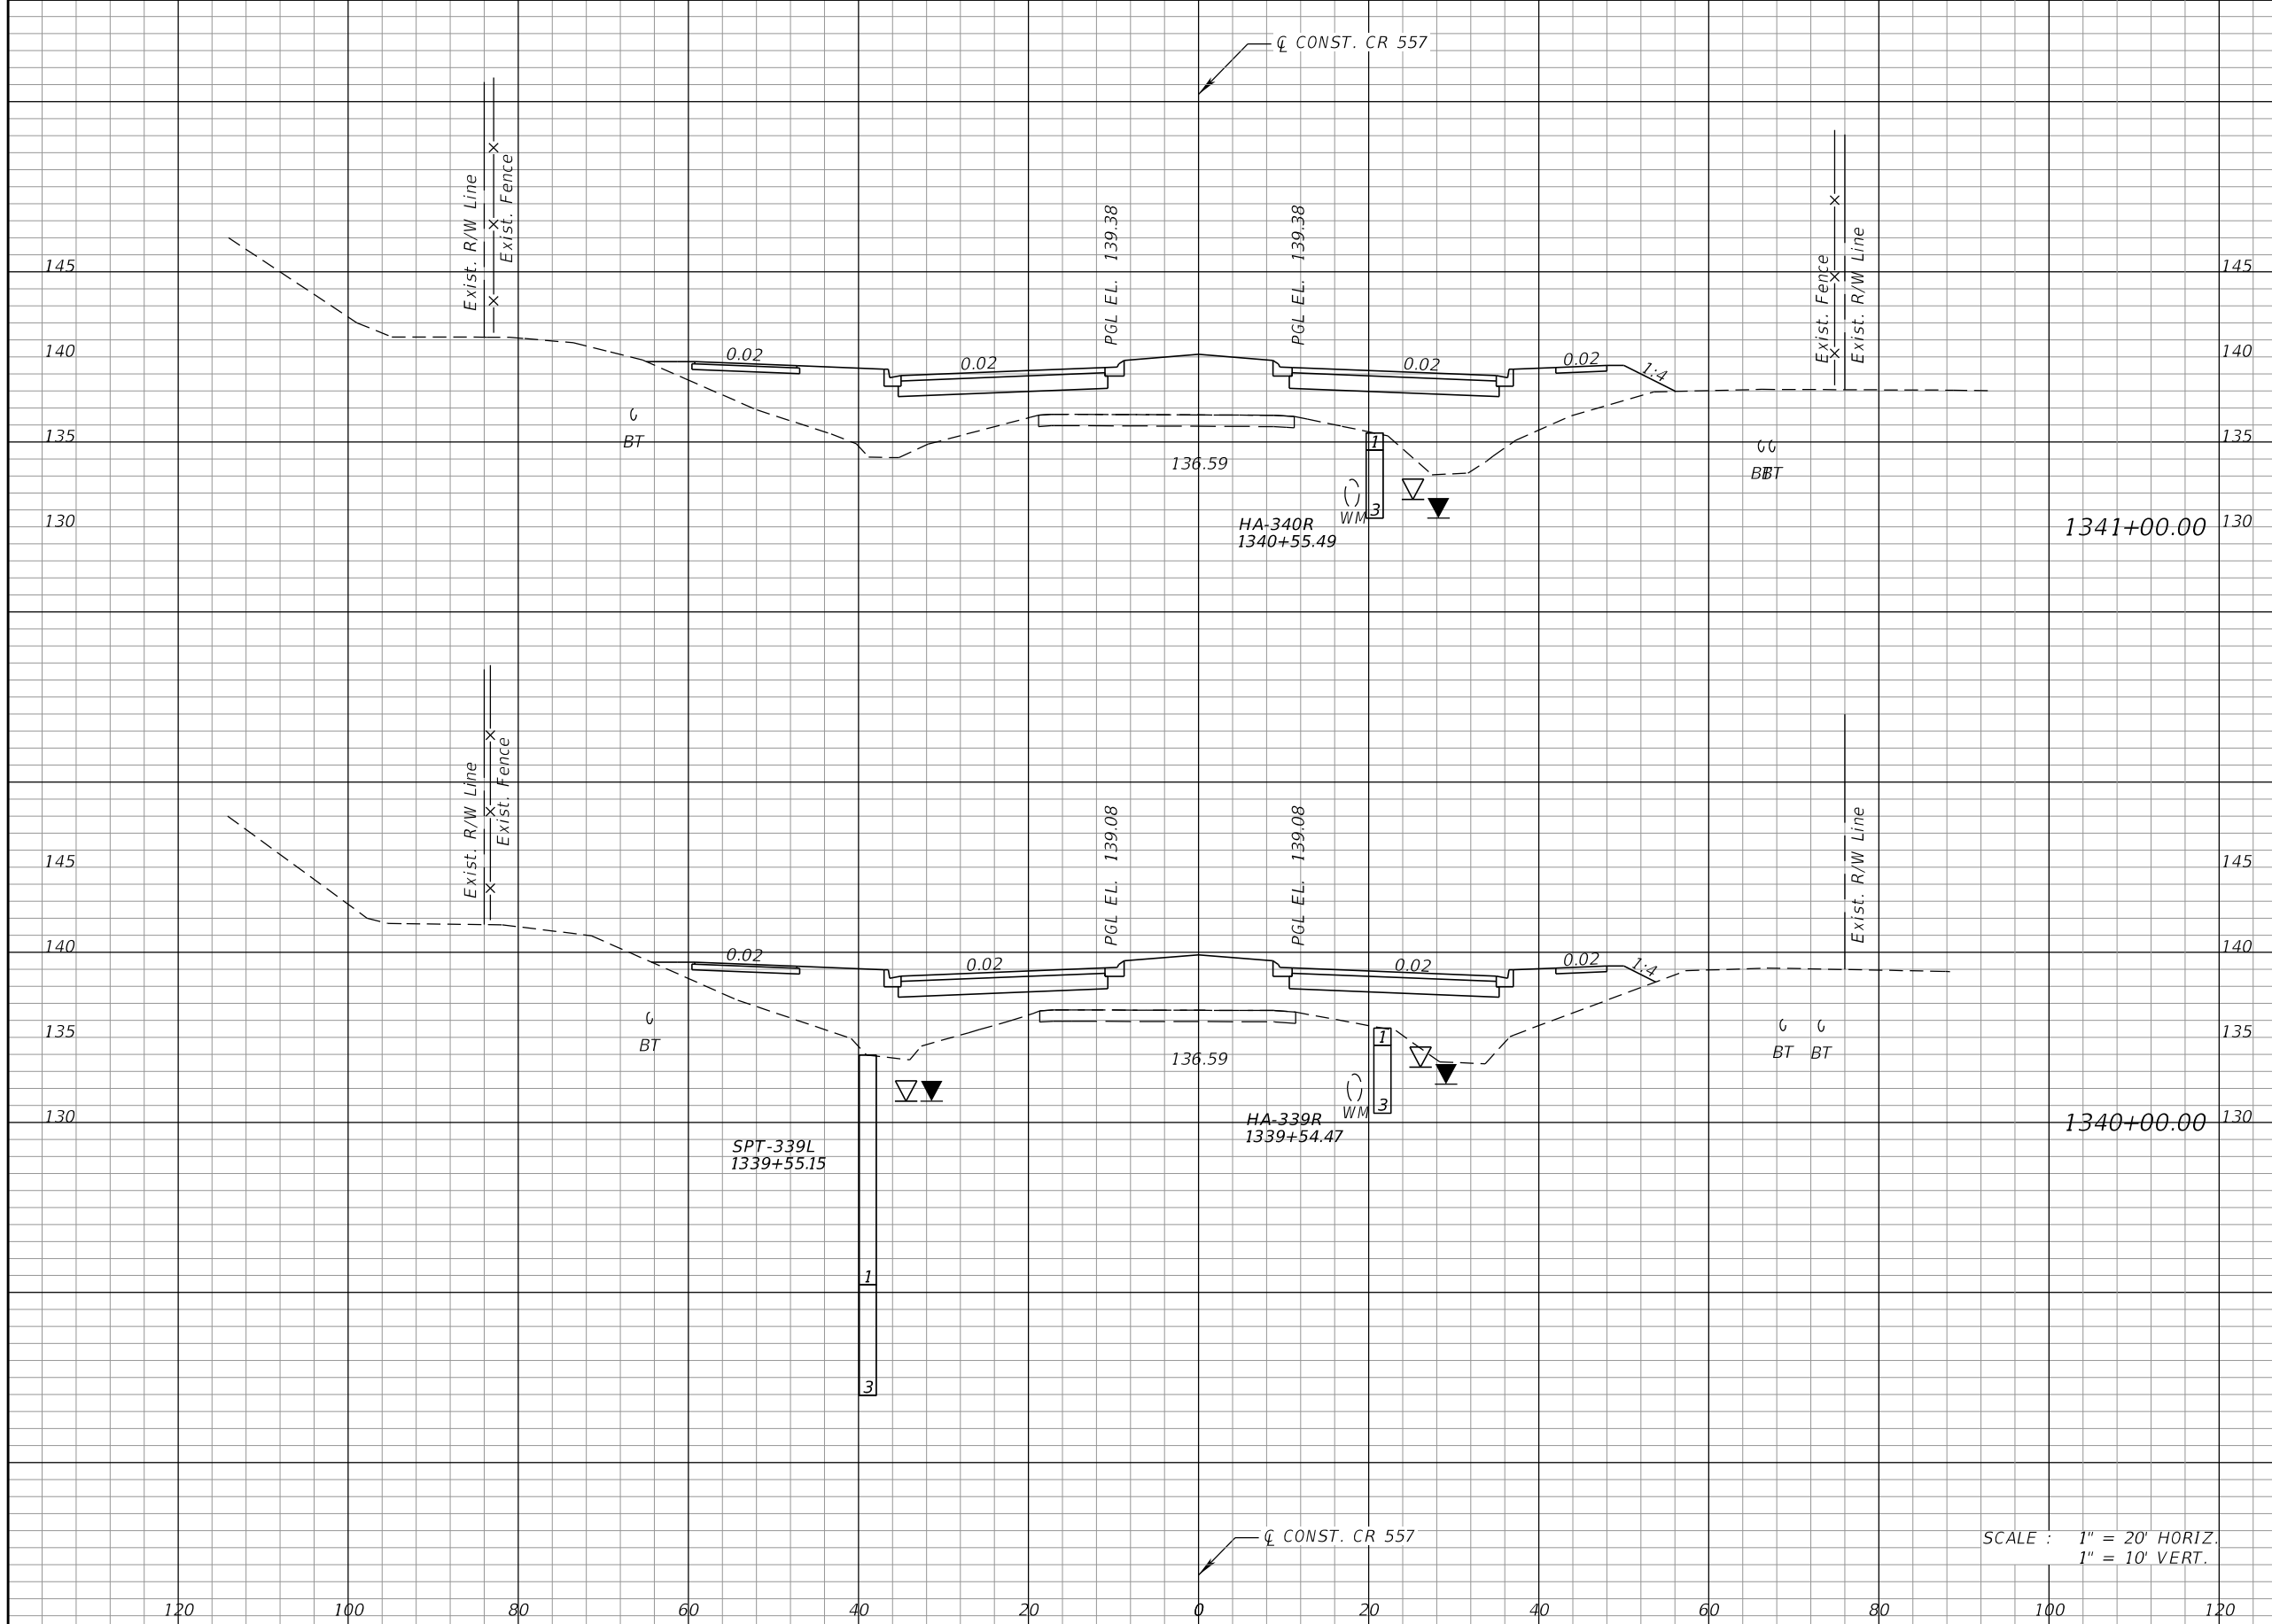 ℄ CONST. CR 557
Exist. R/W Line
Exist. Fence
PGL EL. 139.38
PGL EL. 139.38
Exist. Fence
Exist. R/W Line
145
145
140
0.02
0.02
0.02
0.02
1:4
140
BT
135
136.59
1
BT
BT
135
WM
3
130
HA-340R
1340+55.49
1341+00.00
130
Exist. R/W Line
Exist. Fence
PGL EL. 139.08
PGL EL. 139.08
Exist. R/W Line
145
145
140
0.02
0.02
0.02
0.02
1:4
140
BT
135
136.59
1
BT
BT
135
WM
3
130
HA-339R
1339+54.47
1340+00.00
130
SPT-339L
1339+55.15
1
3
℄ CONST. CR 557
SCALE : 1" = 20' HORIZ.
1" = 10' VERT.
120 100 80 60 40 20 0 20 40 60 80 100 120